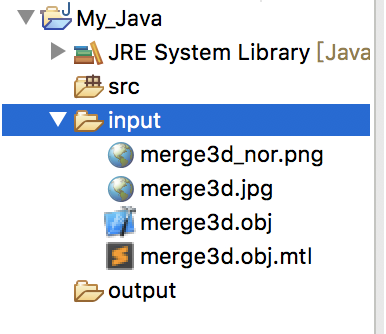 My_Java
JRE System Library [Java
src
input
merge3d_nor.png
merge3d.jpg
merge3d.obj
merge3d.obj.mtl
output